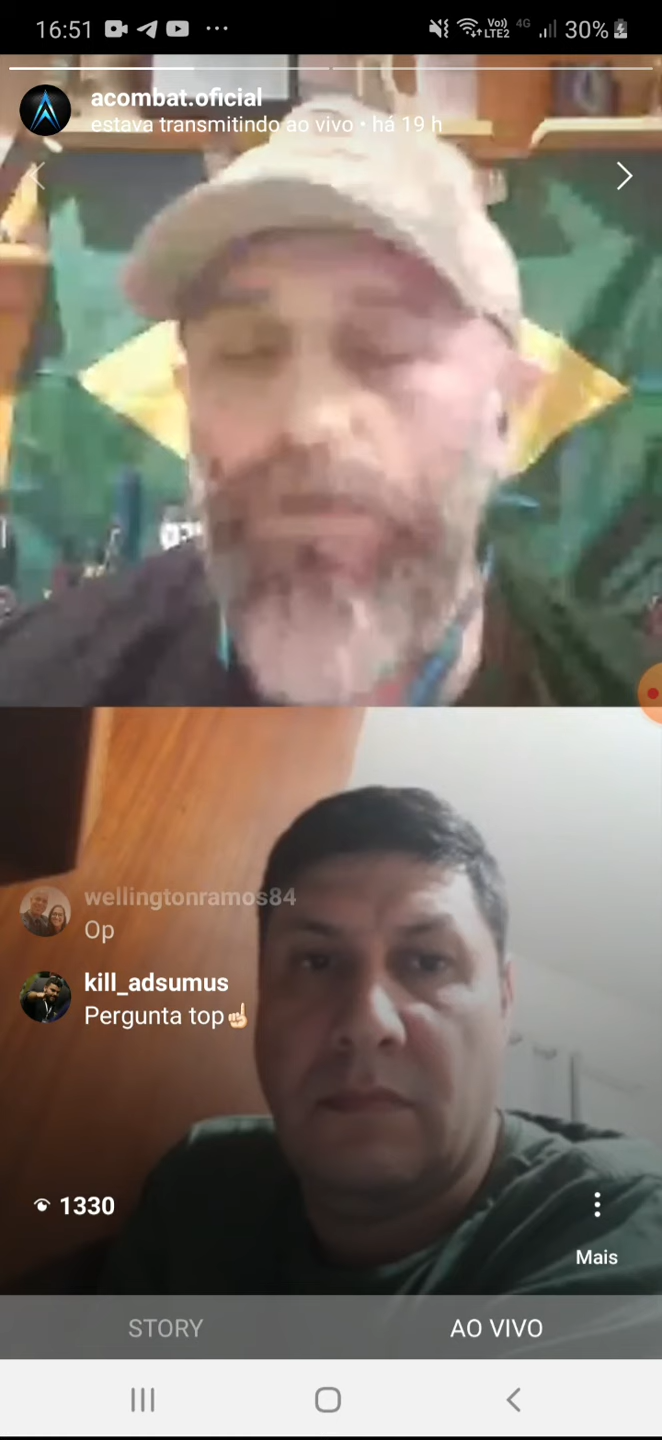 16:51
Vo))
LTE2
4G
30%
acombat.oficial
estava transmitindo ao vivo • há 19 h
wellingtonramos84
Op
kill_adsumus
Pergunta top☝🏻
1330
Mais
STORY
AO VIVO